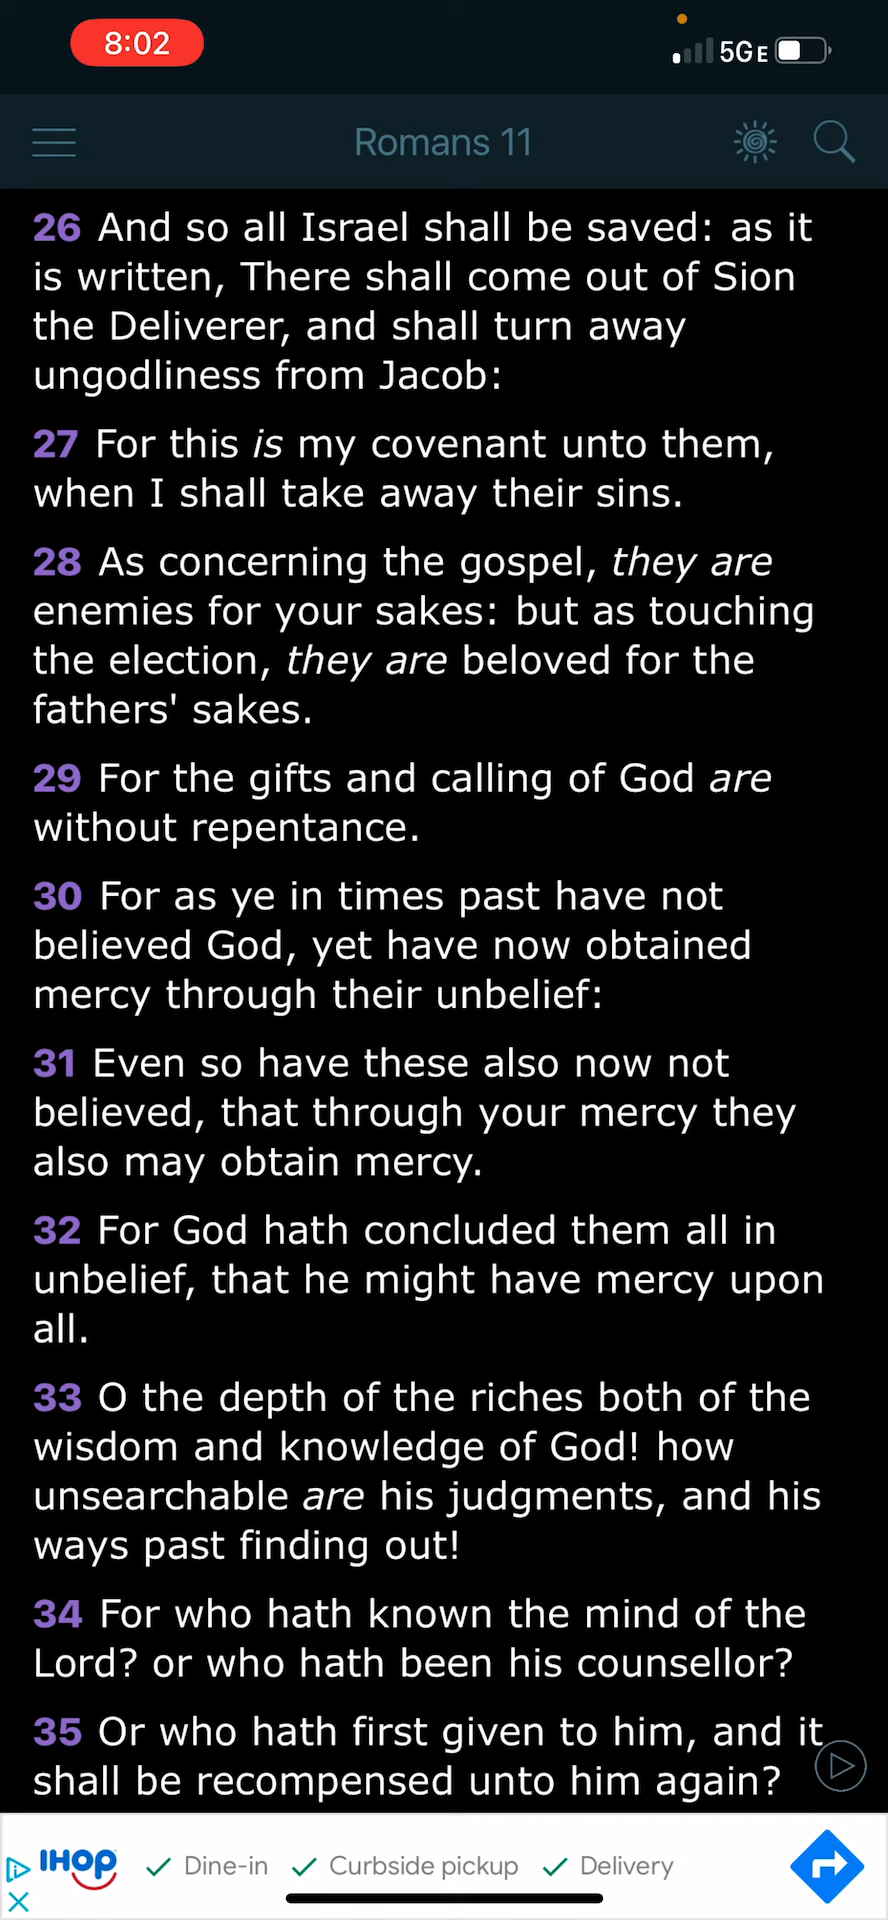 8:02
5GE
Romans 11
26 And so all Israel shall be saved: as it
is written, There shall come out of Sion
the Deliverer, and shall turn away
ungodliness from Jacob:
27 For this is my covenant unto them,
when I shall take away their sins.
28 As concerning the gospel, they are
enemies for your sakes: but as touching
the election, they are beloved for the
fathers' sakes.
29 For the gifts and calling of God are
without repentance.
30 For as ye in times past have not
believed God, yet have now obtained
mercy through their unbelief:
31 Even so have these also now not
believed, that through your mercy they
also may obtain mercy.
32 For God hath concluded them all in
unbelief, that he might have mercy upon
all.
33 O the depth of the riches both of the
wisdom and knowledge of God! how
unsearchable are his judgments, and his
ways past finding out!
34 For who hath known the mind of the
Lord? or who hath been his counsellor?
35 Or who hath first given to him, and it
shall be recompensed unto him again?
IHOP Dine-in Curbside pickup Delivery